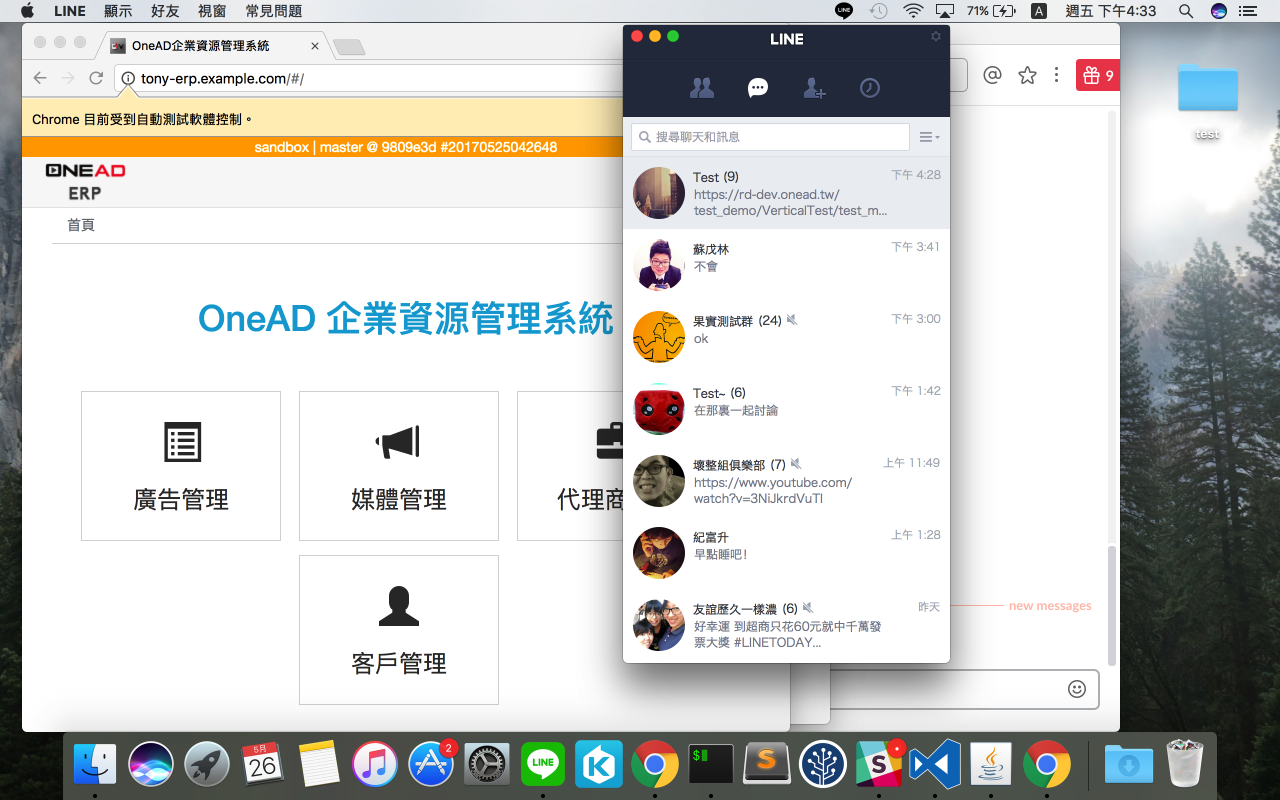 LINE 顯示 好友 視窗 常見問題
LINE 71% A 週五 下午4:33
OneAD企業資源管理系統
tony-erp.example.com/#/
Chrome 目前受到自動測試軟體控制。
sandbox | master @ 9809e3d #20170525042648
ONEAD
ERP
首頁
OneAD 企業資源管理系統
廣告管理
媒體管理
代理商
客戶管理
LINE
搜尋聊天和訊息
Test (9) 下午 4:28
https://rd-dev.onead.tw/
test_demo/VerticalTest/test_m...
蘇戊林 下午 3:41
不會
果實測試群 (24) 下午 3:00
ok
Test~ (6) 下午 1:42
在那裏一起討論
壞整組俱樂部 (7) 上午 11:49
https://www.youtube.com/
watch?v=3NiJkrdVuTI
紀富升 上午 1:28
早點睡吧！
友誼歷久一樣濃 (6) 昨天
好幸運 到超商只花60元就中千萬發
票大獎 #LINETODAY...
9
new messages
test
5月
26
2
LINE
K
$
S
S